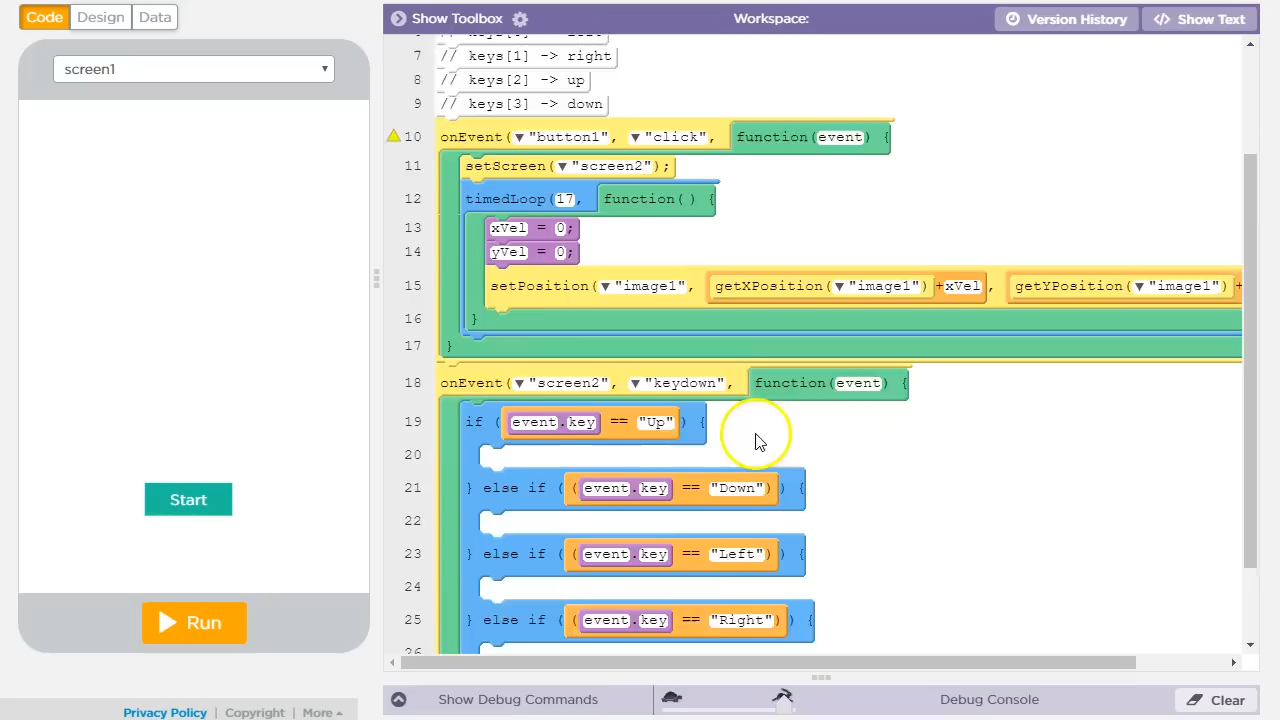 Code Design Data
Show Toolbox Workspace: Version History </> Show Text
screen1
7 // keys[1] -> right
8 // keys[2] -> up
9 // keys[3] -> down
10 onEvent(▼"button1", ▼"click", function(event) {
11 setScreen(▼"screen2");
12 timedLoop(17, function( ) {
13 xVel = 0;
14 yVel = 0;
15 setPosition(▼"image1", getXPosition(▼"image1")+xVel, getYPosition(▼"image1")+
16 }
17 }
18 onEvent(▼"screen2", ▼"keydown", function(event) {
19 if (event.key == "Up") {
20
21 } else if ((event.key == "Down")) {
22
23 } else if ((event.key == "Left")) {
24
25 } else if ((event.key == "Right")) {
26
Start
Run
Show Debug Commands Debug Console Clear
Privacy Policy | Copyright | More